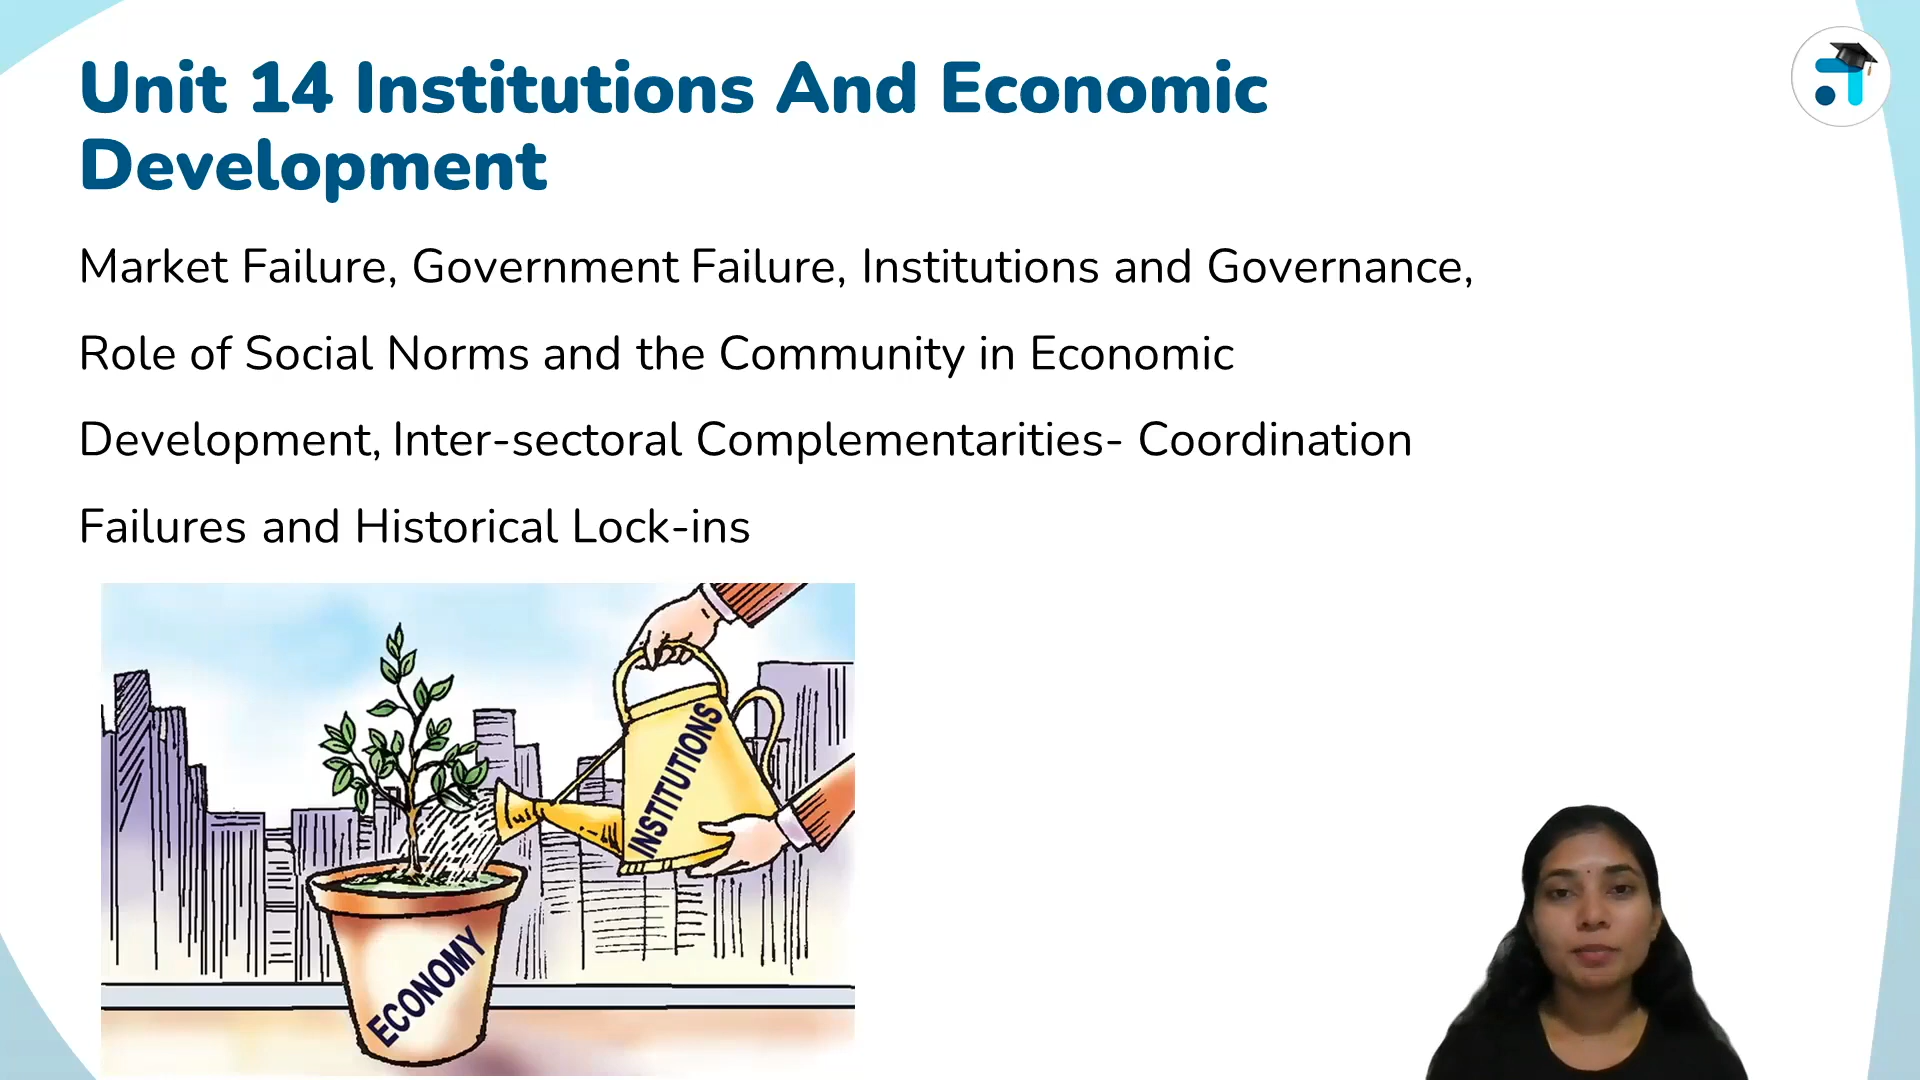 Unit 14 Institutions And Economic
Development
Market Failure, Government Failure, Institutions and Governance,
Role of Social Norms and the Community in Economic
Development, Inter-sectoral Complementarities- Coordination
Failures and Historical Lock-ins
INSTITUTIONS
ECONOMY